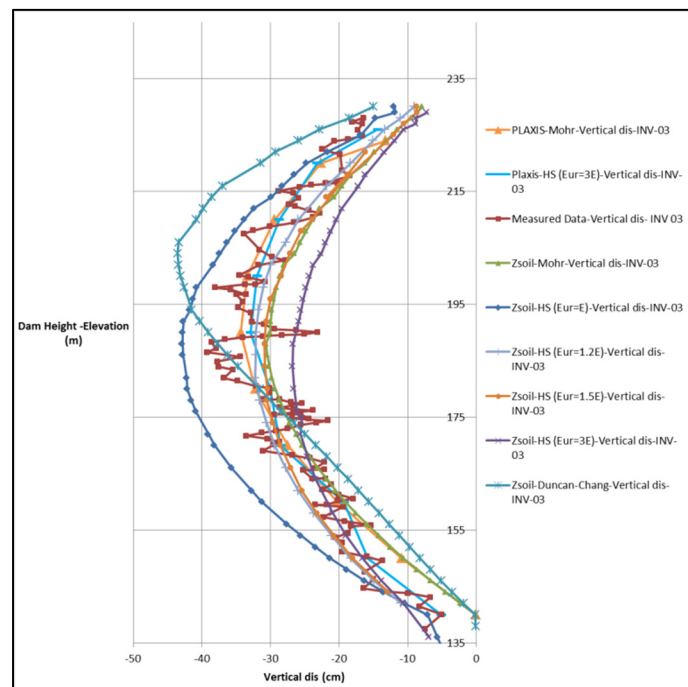 235
215
195
175
155
135
Dam Height -Elevation
(m)
-50
-40
-30
-20
-10
0
Vertical dis (cm)
PLAXIS-Mohr-Vertical dis-INV-03
Plaxis-HS (Eur=3E)-Vertical dis-INV-
03
Measured Data-Vertical dis- INV 03
Zsoil-Mohr-Vertical dis-INV-03
Zsoil-HS (Eur=E)-Vertical dis-INV-03
Zsoil-HS (Eur=1.2E)-Vertical dis-
INV-03
Zsoil-HS (Eur=1.5E)-Vertical dis-
INV-03
Zsoil-HS (Eur=3E)-Vertical dis-INV-
03
Zsoil-Duncan-Chang-Vertical dis-
INV-03